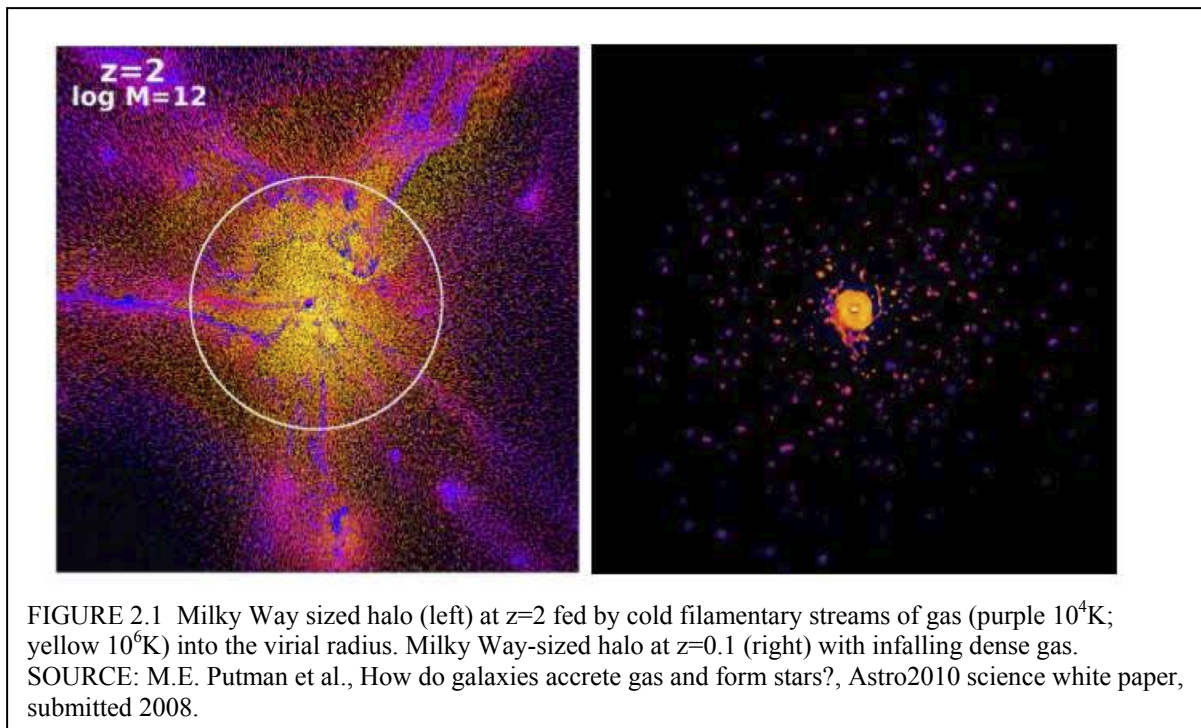 z=2
log M=12
FIGURE 2.1 Milky Way sized halo (left) at z=2 fed by cold filamentary streams of gas (purple 10⁴K;
yellow 10⁶K) into the virial radius. Milky Way-sized halo at z=0.1 (right) with infalling dense gas.
SOURCE: M.E. Putman et al., How do galaxies accrete gas and form stars?, Astro2010 science white paper,
submitted 2008.